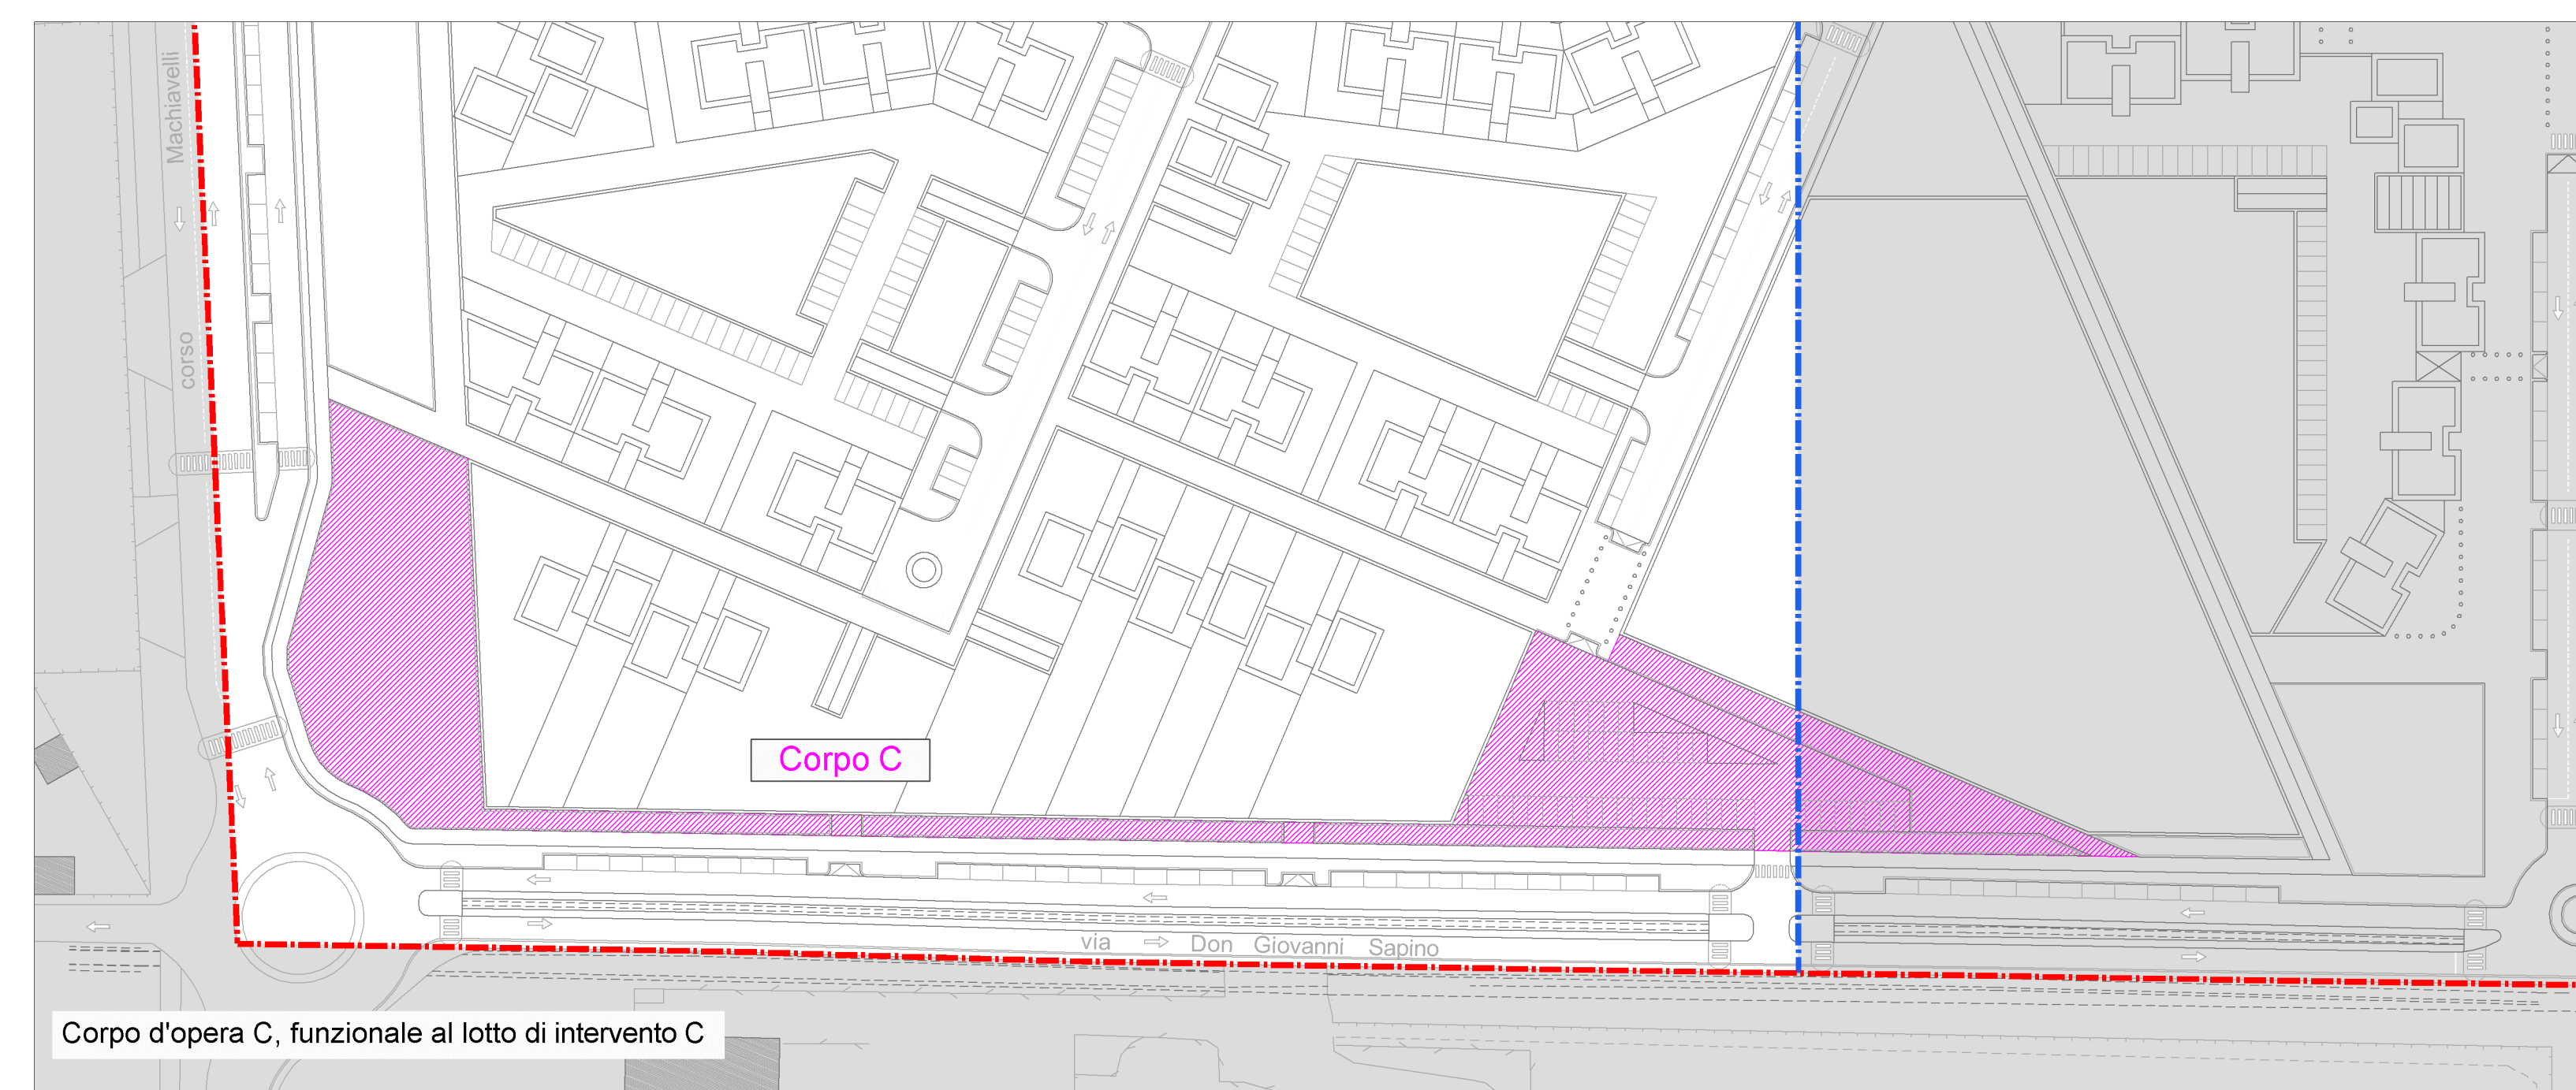 Machiavelli
corso
Corpo C
via Don Giovanni Sapino
Corpo d'opera C, funzionale al lotto di intervento C